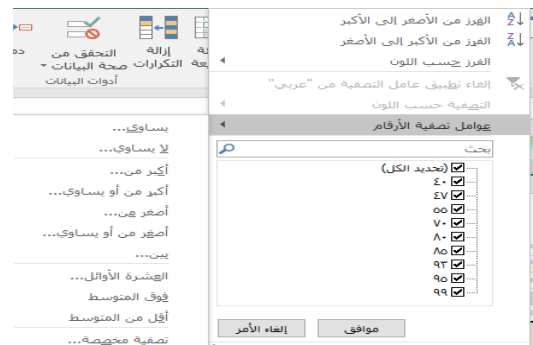 الفرز من الأصغر إلى الأكبر
الفرز من الأكبر إلى الأصغر
الفرز حسب اللون
إلغاء تطبيق عامل التصفية من "عربي"
التصفية حسب اللون
عوامل تصفية الأرقام
بحث
(تحديد الكل)
٤٠
٤٧
٥٥
٧٠
٨٠
٨٥
٩٣
٩٥
٩٩
موافق
إلغاء الأمر
إزالة
التكرارات
التحقق من
صحة البيانات
أدوات البيانات
يساوي...
لا يساوي...
أكبر من...
أكبر من أو يساوي...
أصغر من...
أصغر من أو يساوي...
بين...
العشرة الأوائل...
فوق المتوسط
أقل من المتوسط
تصفية مخصصة...